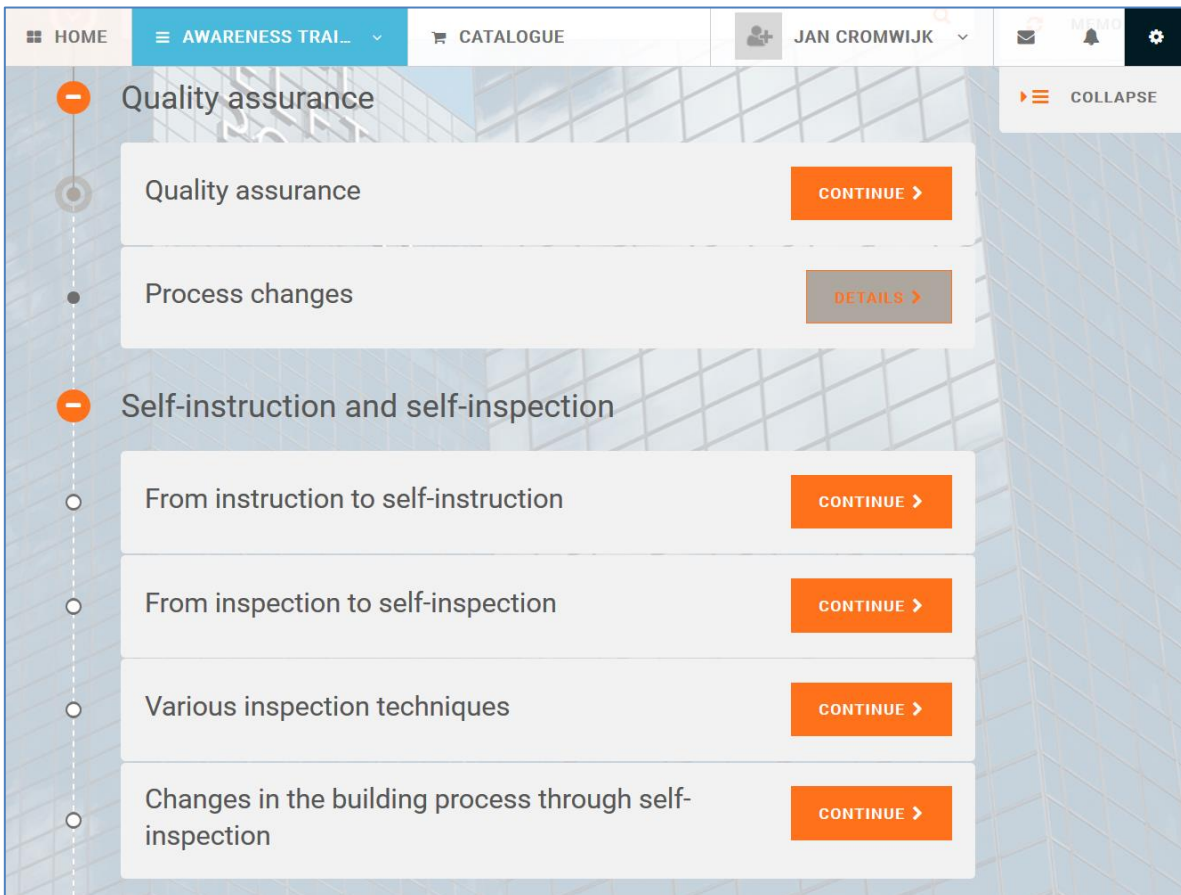 HOME
AWARENESS TRAI...
CATALOGUE
JAN CROMWIJK
MEMO
COLLAPSE
Quality assurance
Quality assurance
CONTINUE
Process changes
DETAILS
Self-instruction and self-inspection
From instruction to self-instruction
CONTINUE
From inspection to self-inspection
CONTINUE
Various inspection techniques
CONTINUE
Changes in the building process through self-
inspection
CONTINUE